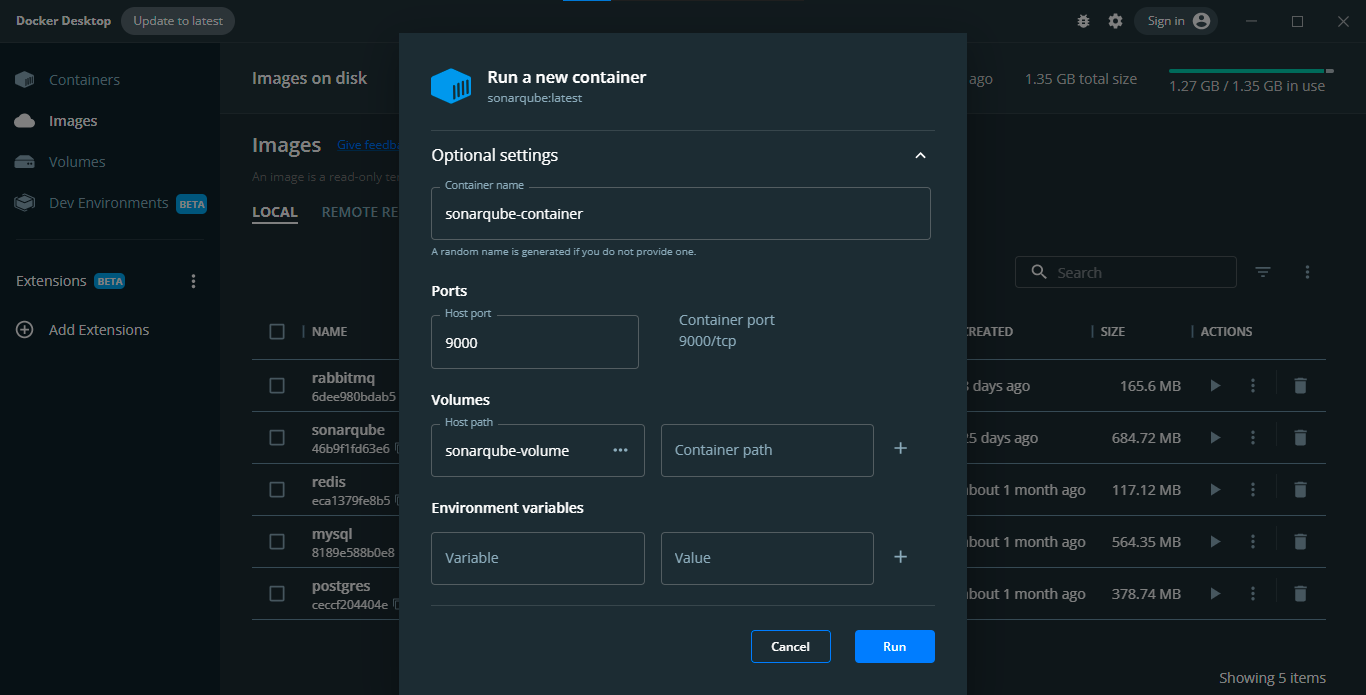 Docker Desktop
Update to latest
Sign in
Containers
Images
Volumes
Dev Environments BETA
Extensions BETA
Add Extensions
Images on disk
ago
1.35 GB total size
1.27 GB / 1.35 GB in use
Images
Give feedba
An image is a read-only te
LOCAL
REMOTE RE
Search
NAME
CREATED
SIZE
ACTIONS
rabbitmq
6dee980bdab5
days ago
165.6 MB
sonarqube
46b9f1fd63e6
25 days ago
684.72 MB
redis
eca1379fe8b5
about 1 month ago
117.12 MB
mysql
8189e588b0e8
about 1 month ago
564.35 MB
postgres
ceccf204404e
about 1 month ago
378.74 MB
Showing 5 items
Run a new container
sonarqube:latest
Optional settings
Container name
sonarqube-container
A random name is generated if you do not provide one.
Ports
Host port
9000
Container port
9000/tcp
Volumes
Host path
sonarqube-volume
Container path
Environment variables
Variable
Value
Cancel
Run